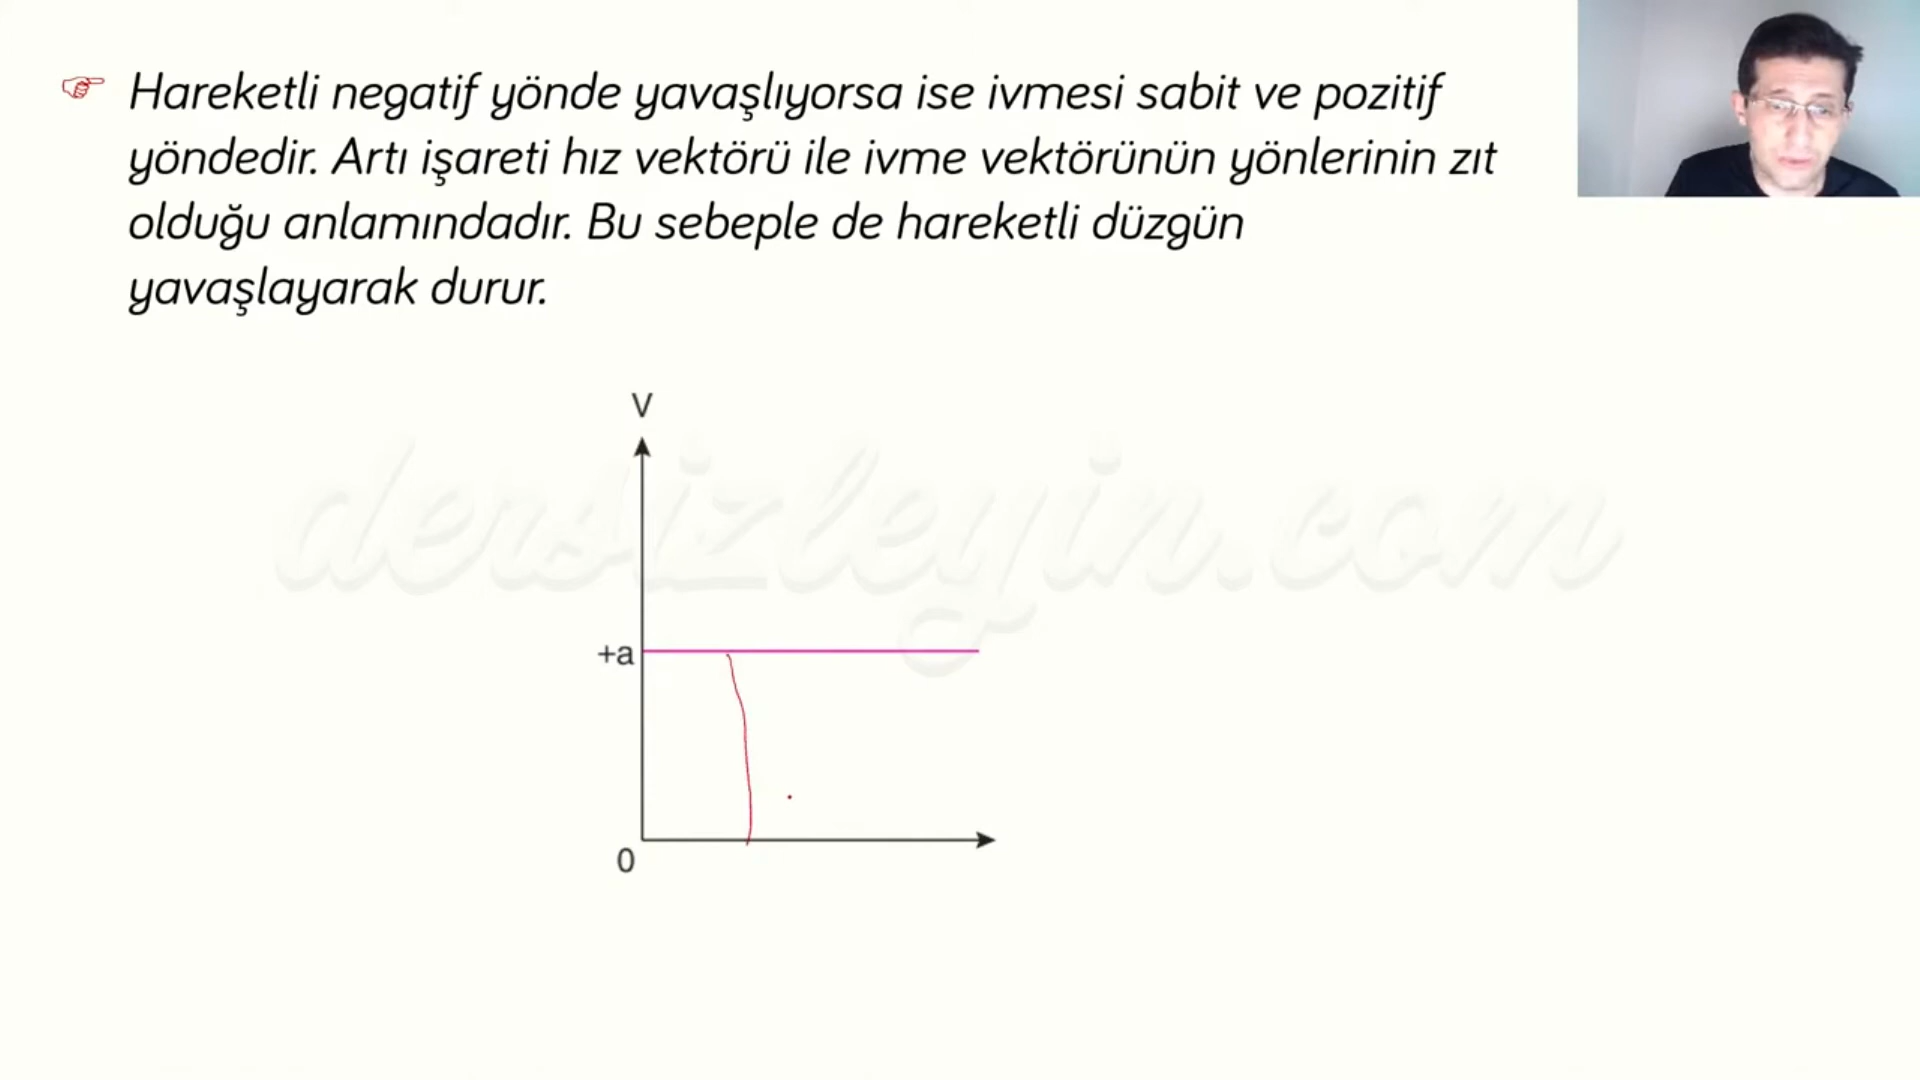 Hareketli negatif yönde yavaşlıyorsa ise ivmesi sabit ve pozitif
yöndedir. Artı işareti hız vektörü ile ivme vektörünün yönlerinin zıt
olduğu anlamındadır. Bu sebeple de hareketli düzgün
yavaşlayarak durur.
V
dersizleyin.com
+a
0